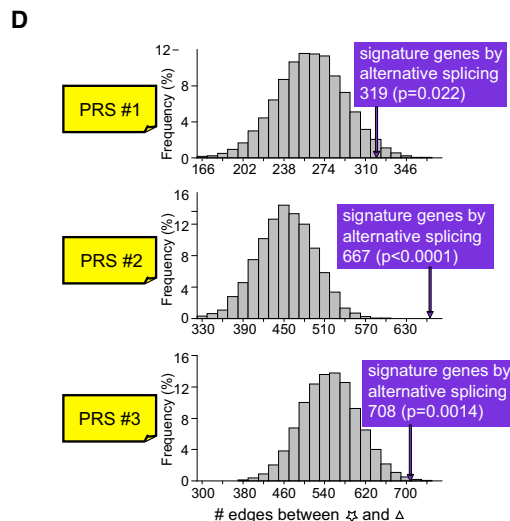 D
12
signature genes by
alternative splicing
319 (p=0.022)
PRS #1
Frequency (%)
8
4
0
166 202 238 274 310 346
16
signature genes by
alternative splicing
667 (p<0.0001)
PRS #2
Frequency (%)
12
8
4
0
330 390 450 510 570 630
16
signature genes by
alternative splicing
708 (p=0.0014)
PRS #3
Frequency (%)
12
8
4
0
300 380 460 540 620 700
# edges between ✩ and △